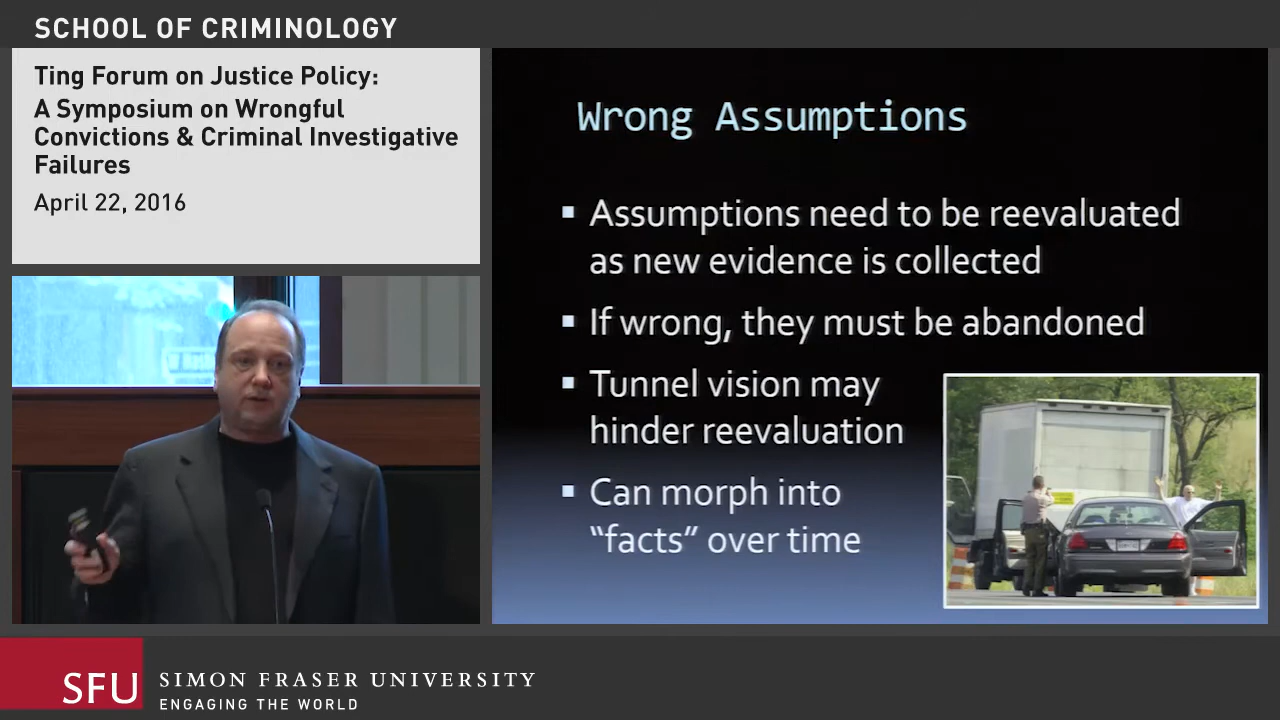 SCHOOL OF CRIMINOLOGY
Ting Forum on Justice Policy:
A Symposium on Wrongful
Convictions & Criminal Investigative
Failures
April 22, 2016
Wrong Assumptions
▪ Assumptions need to be reevaluated
as new evidence is collected
▪ If wrong, they must be abandoned
▪ Tunnel vision may
hinder reevaluation
▪ Can morph into
“facts” over time
SFU
SIMON FRASER UNIVERSITY
ENGAGING THE WORLD